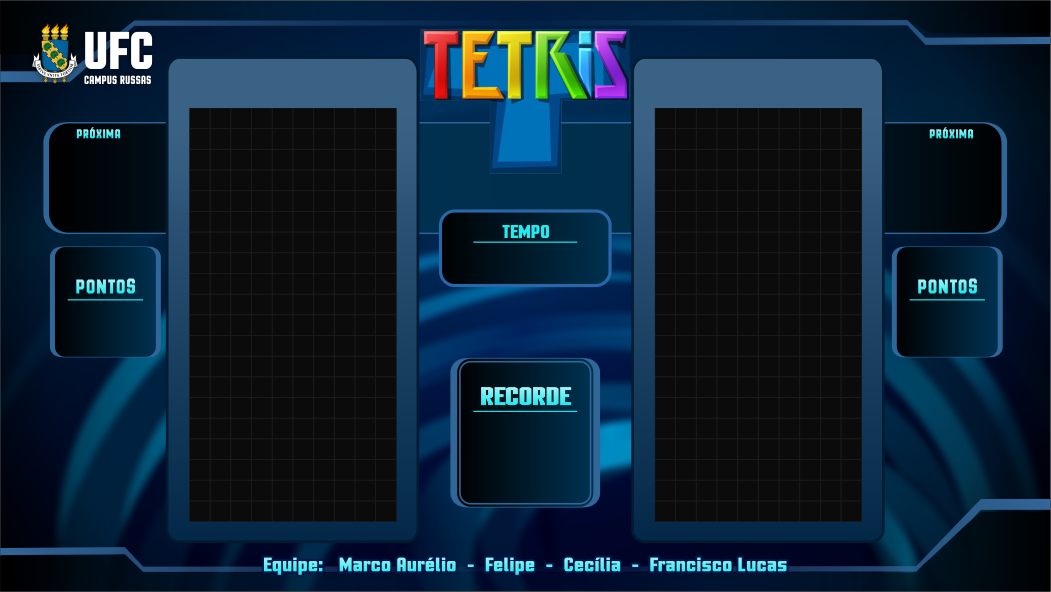 UFC
CAMPUS RUSSAS
TETRIS
PRÓXIMA
PRÓXIMA
TEMPO
PONTOS
PONTOS
RECORDE
Equipe: Marco Aurélio - Felipe - Cecília - Francisco Lucas